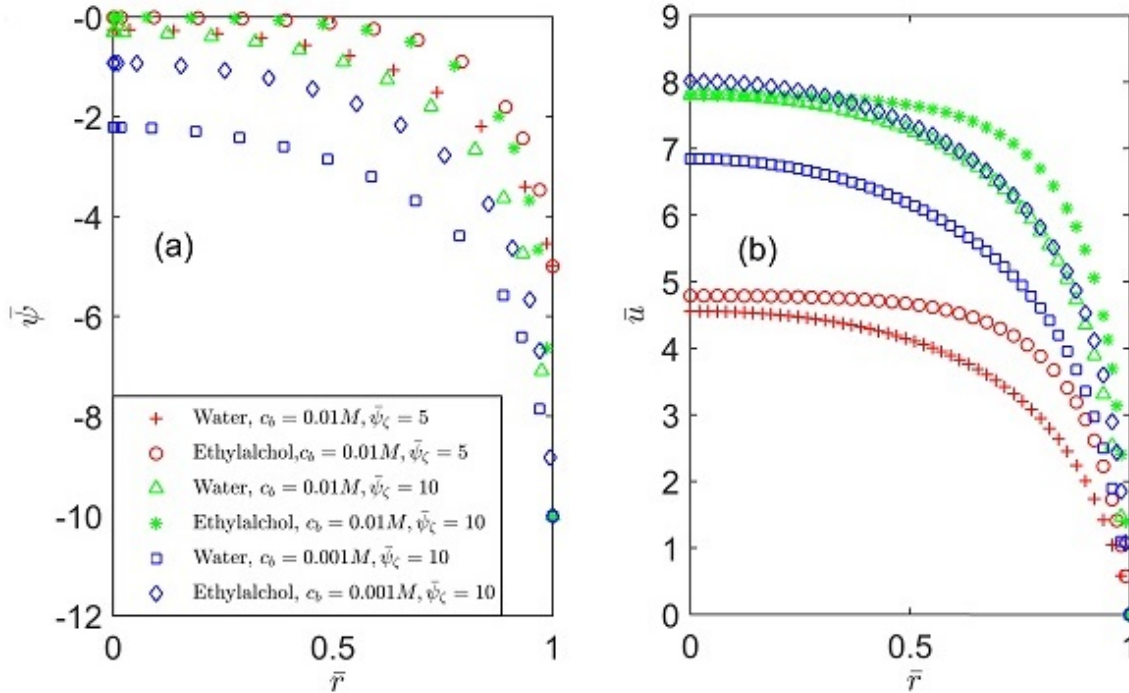 -0
-2
-4
-6
-8
-10
-12
ψ̄
(a)
+ Water, c_b = 0.01M, ψ̄_ζ = 5
○ Ethylalchol,c_b = 0.01M, ψ̄_ζ = 5
△ Water, c_b = 0.01M, ψ̄_ζ = 10
* Ethylalchol, c_b = 0.01M, ψ̄_ζ = 10
□ Water, c_b = 0.001M, ψ̄_ζ = 10
◇ Ethylalchol, c_b = 0.001M, ψ̄_ζ = 10
0 0.5 1
r̄
9
8
7
6
5
4
3
2
1
0
ū
(b)
0 0.5 1
r̄